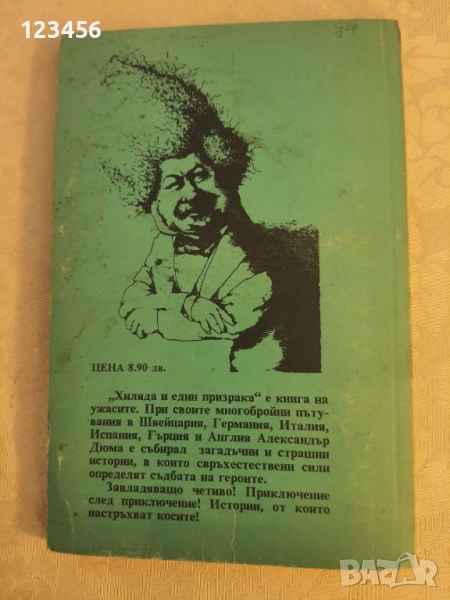 123456
ЦЕНА 8.90 лв.
„Хиляда и един призрака“ е книга на
ужасите. При своите многобройни пъту-
вания в Швейцария, Германия, Италия,
Испания, Гърция и Англия Александър
Дюма е събирал загадъчни и страшни
истории, в които свръхестествени сили
определят съдбата на героите.
Завладяващо четиво! Приключение
след приключение! Истории, от които
настръхват косите!
BAZAR